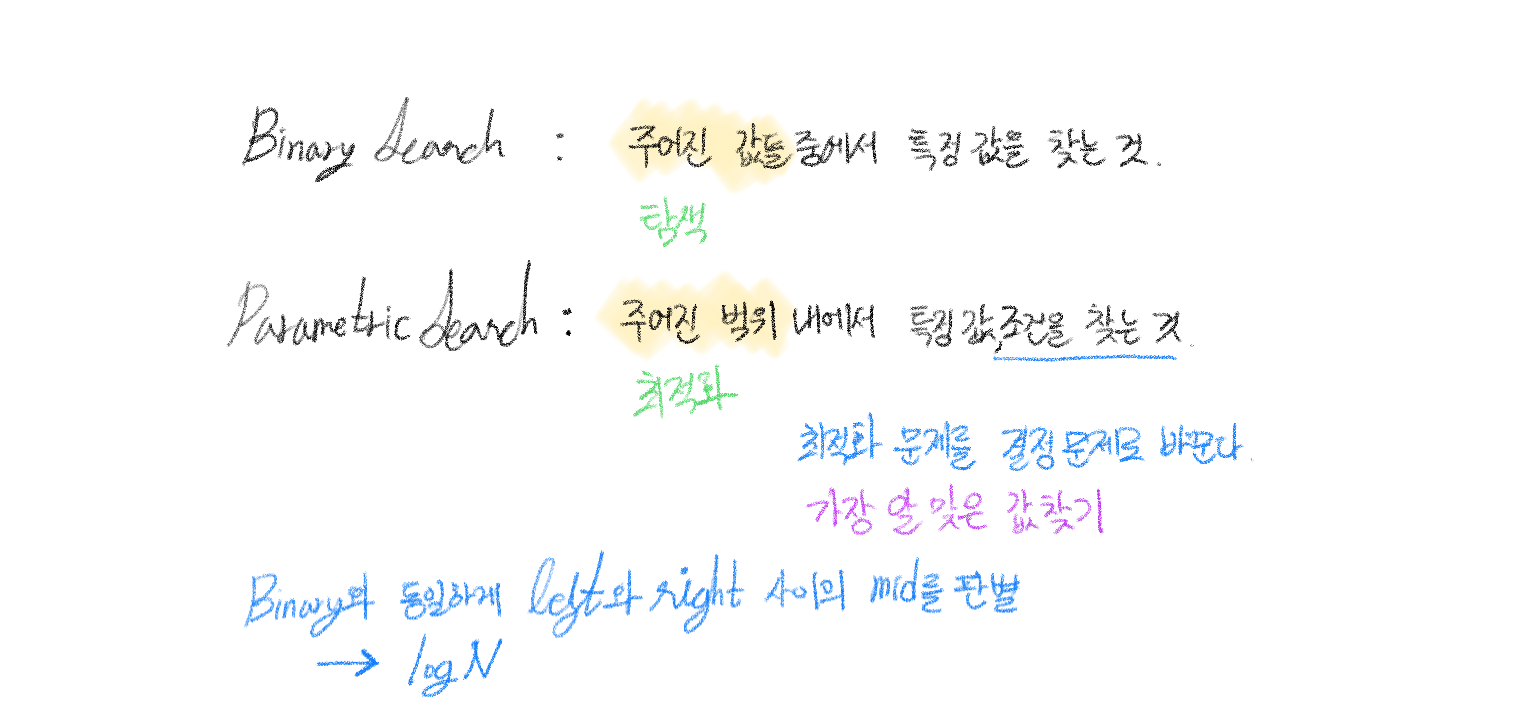 Binary Search : 주어진 값들 중에서 특정 값을 찾는 것.
탐색
Parametric Search : 주어진 범위 내에서 특정 값, 조건을 찾는 것.
최적화
최적화 문제를 결정 문제로 바꾼다.
가장 알 맞은 값 찾기
Binary와 동일하게 left와 right 사이의 mid를 판별
→ log N